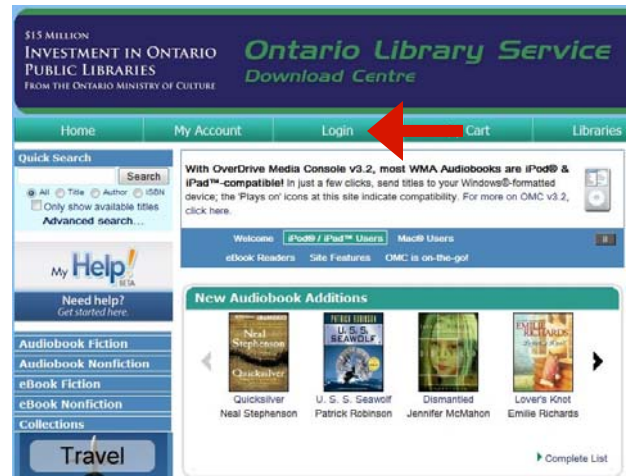 $15 MILLION
INVESTMENT IN ONTARIO
PUBLIC LIBRARIES
FROM THE ONTARIO MINISTRY OF CULTURE
Ontario Library Service
Download Centre
Home My Account Login Cart Libraries
Quick Search
Search
All Title Author ISBN
Only show available titles
Advanced search...
My Help!
BETA
Need help?
Get started here.
Audiobook Fiction
Audiobook Nonfiction
eBook Fiction
eBook Nonfiction
Collections
Travel
With OverDrive Media Console v3.2, most WMA Audiobooks are iPod® &
iPad™-compatible! In just a few clicks, send titles to your Windows®-formatted
device; the 'Plays on' icons at this site indicate compatibility. For more on OMC v3.2,
click here.
Welcome iPod® / iPad™ Users Mac® Users
eBook Readers Site Features OMC is on-the-go!
New Audiobook Additions
Neal
Stephenson
Quicksilver
PATRICK ROBINSON
U.S.S.
SEAWOLF
EMILIE
RICHARDS
Quicksilver U. S. S. Seawolf Dismantled Lover's Knot
Neal Stephenson Patrick Robinson Jennifer McMahon Emilie Richards
Complete List